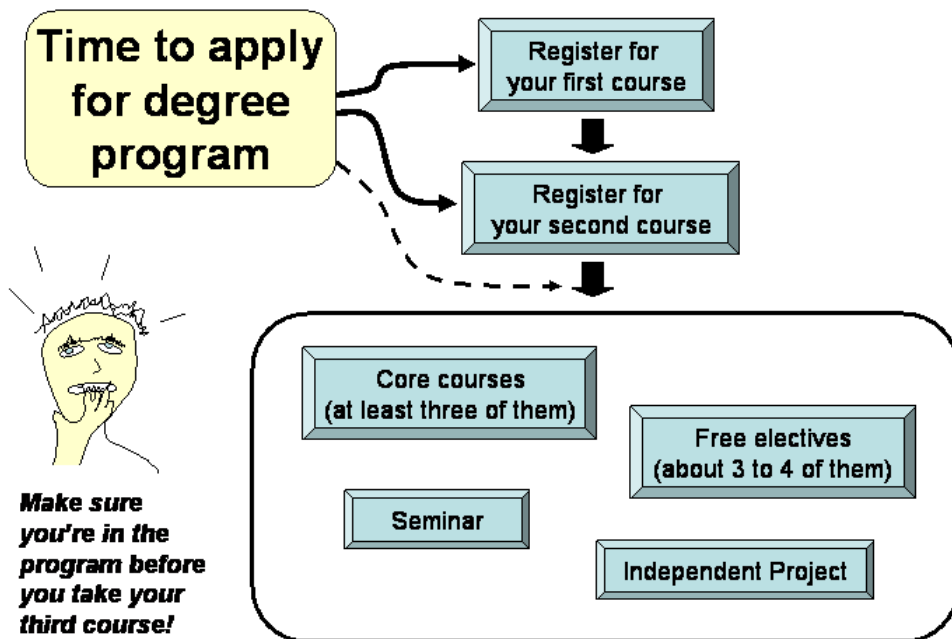 Time to apply
for degree
program
Register for
your first course
Register for
your second course
Core courses
(at least three of them)
Free electives
(about 3 to 4 of them)
Seminar
Independent Project
Make sure
you're in the
program before
you take your
third course!